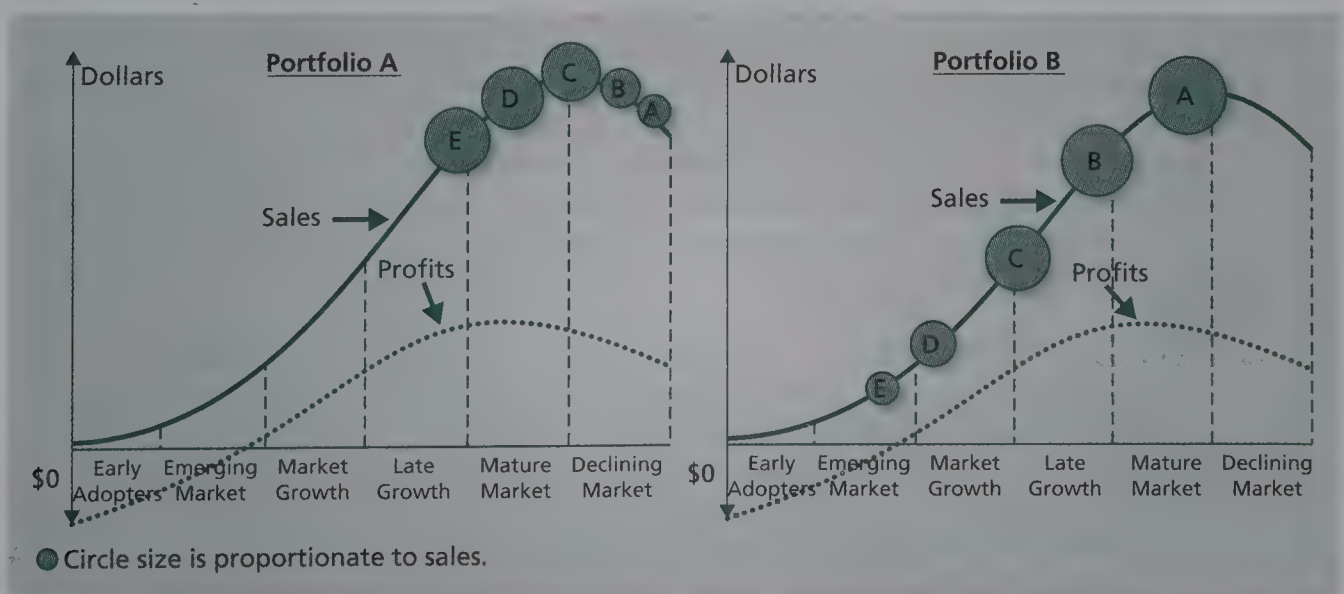 Portfolio A
Dollars
C
D
B
A
E
Sales
Profits
$0
Early Adopters
Emerging Market
Market Growth
Late Growth
Mature Market
Declining Market
Portfolio B
Dollars
A
B
Sales
C
Profits
D
E
$0
Early Adopters
Emerging Market
Market Growth
Late Growth
Mature Market
Declining Market
Circle size is proportionate to sales.